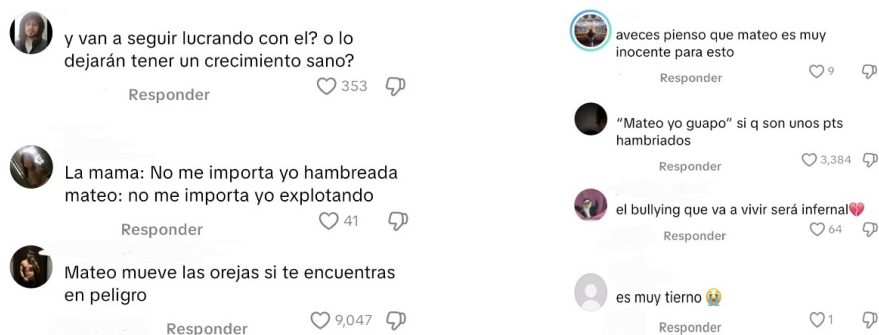 y van a seguir lucrando con el? o lo
dejarán tener un crecimiento sano?
Responder
353
La mama: No me importa yo hambreada
mateo: no me importa yo explotando
Responder
41
Mateo mueve las orejas si te encuentras
en peligro
Responder
9,047
aveces pienso que mateo es muy
inocente para esto
Responder
9
“Mateo yo guapo” si q son unos pts
hambriados
Responder
3,384
el bullying que va a vivir será infernal💔
Responder
64
es muy tierno 😭
Responder
1